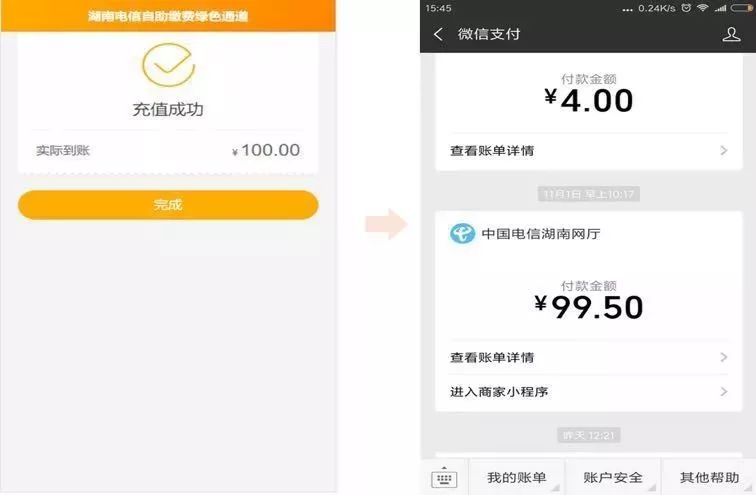 湖南电信自助缴费绿色通道
充值成功
实际到账 ¥100.00
完成
15:45 ... 0.24K/s
微信支付
付款金额
¥4.00
查看账单详情
11月1日 早上10:17
中国电信湖南网厅
付款金额
¥99.50
查看账单详情
进入商家小程序
昨天 12:21
我的账单 账户安全 其他帮助